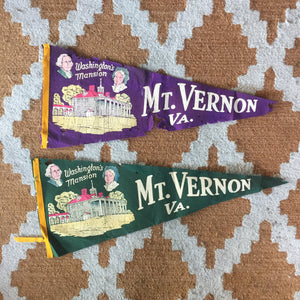 Washington's
Mansion
MT. VERNON
VA.
Washington's
Mansion
MT. VERNON
VA.